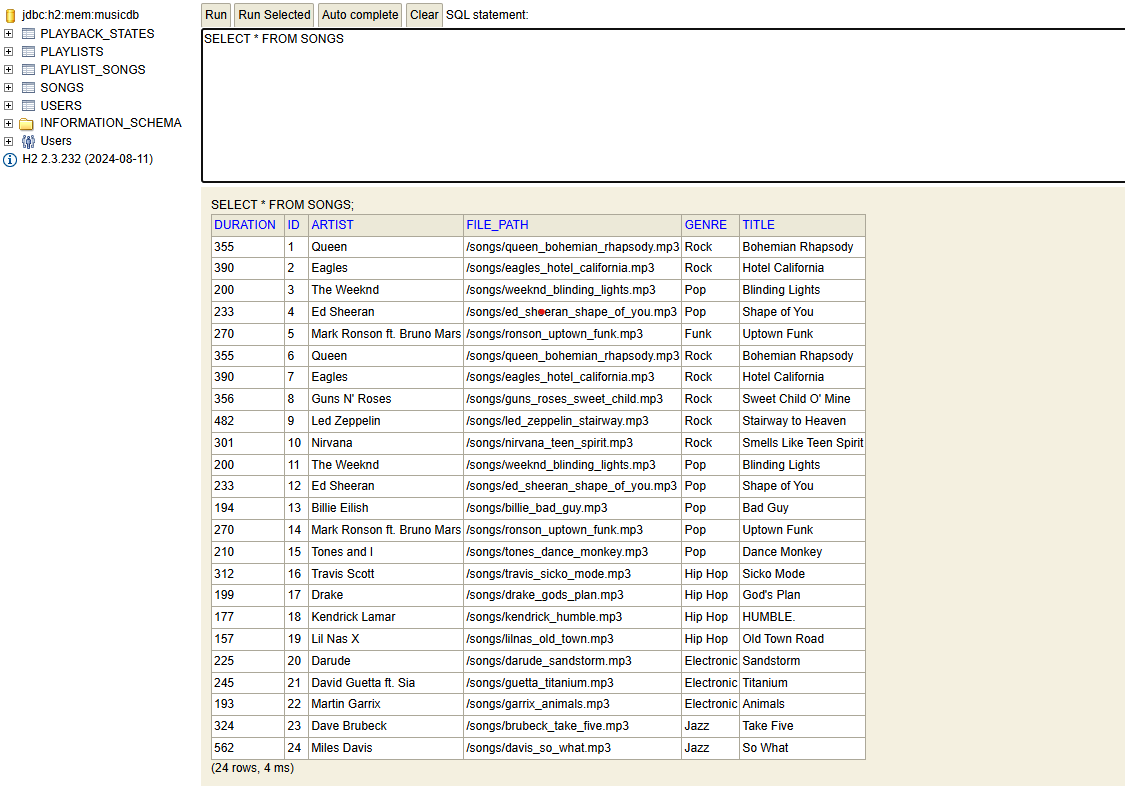 jdbc:h2:mem:musicdb
PLAYBACK_STATES
PLAYLISTS
PLAYLIST_SONGS
SONGS
USERS
INFORMATION_SCHEMA
Users
H2 2.3.232 (2024-08-11)
Run Run Selected Auto complete Clear SQL statement:
SELECT * FROM SONGS
SELECT * FROM SONGS;
DURATION ID ARTIST FILE_PATH GENRE TITLE
355 1 Queen /songs/queen_bohemian_rhapsody.mp3 Rock Bohemian Rhapsody
390 2 Eagles /songs/eagles_hotel_california.mp3 Rock Hotel California
200 3 The Weeknd /songs/weeknd_blinding_lights.mp3 Pop Blinding Lights
233 4 Ed Sheeran /songs/ed_sheeran_shape_of_you.mp3 Pop Shape of You
270 5 Mark Ronson ft. Bruno Mars /songs/ronson_uptown_funk.mp3 Funk Uptown Funk
355 6 Queen /songs/queen_bohemian_rhapsody.mp3 Rock Bohemian Rhapsody
390 7 Eagles /songs/eagles_hotel_california.mp3 Rock Hotel California
356 8 Guns N' Roses /songs/guns_roses_sweet_child.mp3 Rock Sweet Child O' Mine
482 9 Led Zeppelin /songs/led_zeppelin_stairway.mp3 Rock Stairway to Heaven
301 10 Nirvana /songs/nirvana_teen_spirit.mp3 Rock Smells Like Teen Spirit
200 11 The Weeknd /songs/weeknd_blinding_lights.mp3 Pop Blinding Lights
233 12 Ed Sheeran /songs/ed_sheeran_shape_of_you.mp3 Pop Shape of You
194 13 Billie Eilish /songs/billie_bad_guy.mp3 Pop Bad Guy
270 14 Mark Ronson ft. Bruno Mars /songs/ronson_uptown_funk.mp3 Pop Uptown Funk
210 15 Tones and I /songs/tones_dance_monkey.mp3 Pop Dance Monkey
312 16 Travis Scott /songs/travis_sicko_mode.mp3 Hip Hop Sicko Mode
199 17 Drake /songs/drake_gods_plan.mp3 Hip Hop God's Plan
177 18 Kendrick Lamar /songs/kendrick_humble.mp3 Hip Hop HUMBLE.
157 19 Lil Nas X /songs/lilnas_old_town.mp3 Hip Hop Old Town Road
225 20 Darude /songs/darude_sandstorm.mp3 Electronic Sandstorm
245 21 David Guetta ft. Sia /songs/guetta_titanium.mp3 Electronic Titanium
193 22 Martin Garrix /songs/garrix_animals.mp3 Electronic Animals
324 23 Dave Brubeck /songs/brubeck_take_five.mp3 Jazz Take Five
562 24 Miles Davis /songs/davis_so_what.mp3 Jazz So What
(24 rows, 4 ms)